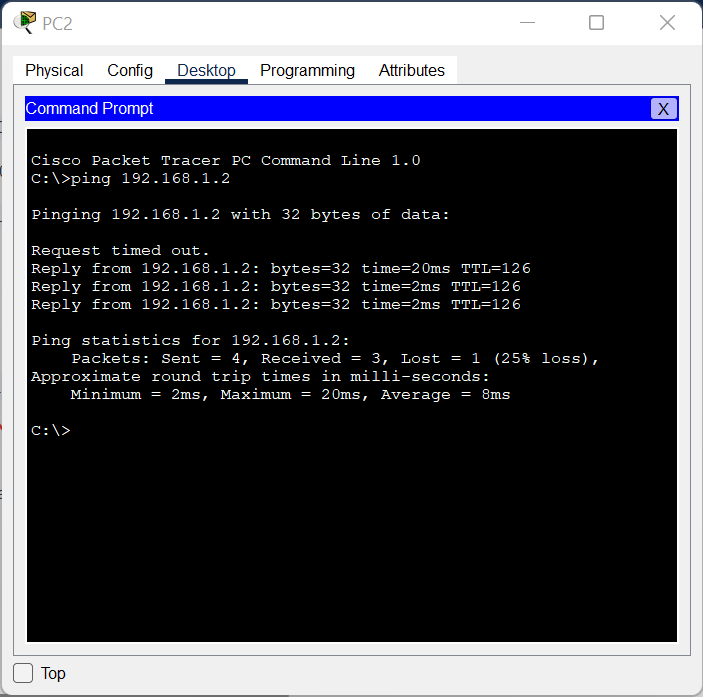 PC2
Physical Config Desktop Programming Attributes
Command Prompt X
Cisco Packet Tracer PC Command Line 1.0
C:\>ping 192.168.1.2
Pinging 192.168.1.2 with 32 bytes of data:
Request timed out.
Reply from 192.168.1.2: bytes=32 time=20ms TTL=126
Reply from 192.168.1.2: bytes=32 time=2ms TTL=126
Reply from 192.168.1.2: bytes=32 time=2ms TTL=126
Ping statistics for 192.168.1.2:
    Packets: Sent = 4, Received = 3, Lost = 1 (25% loss),
Approximate round trip times in milli-seconds:
    Minimum = 2ms, Maximum = 20ms, Average = 8ms
C:\>
Top